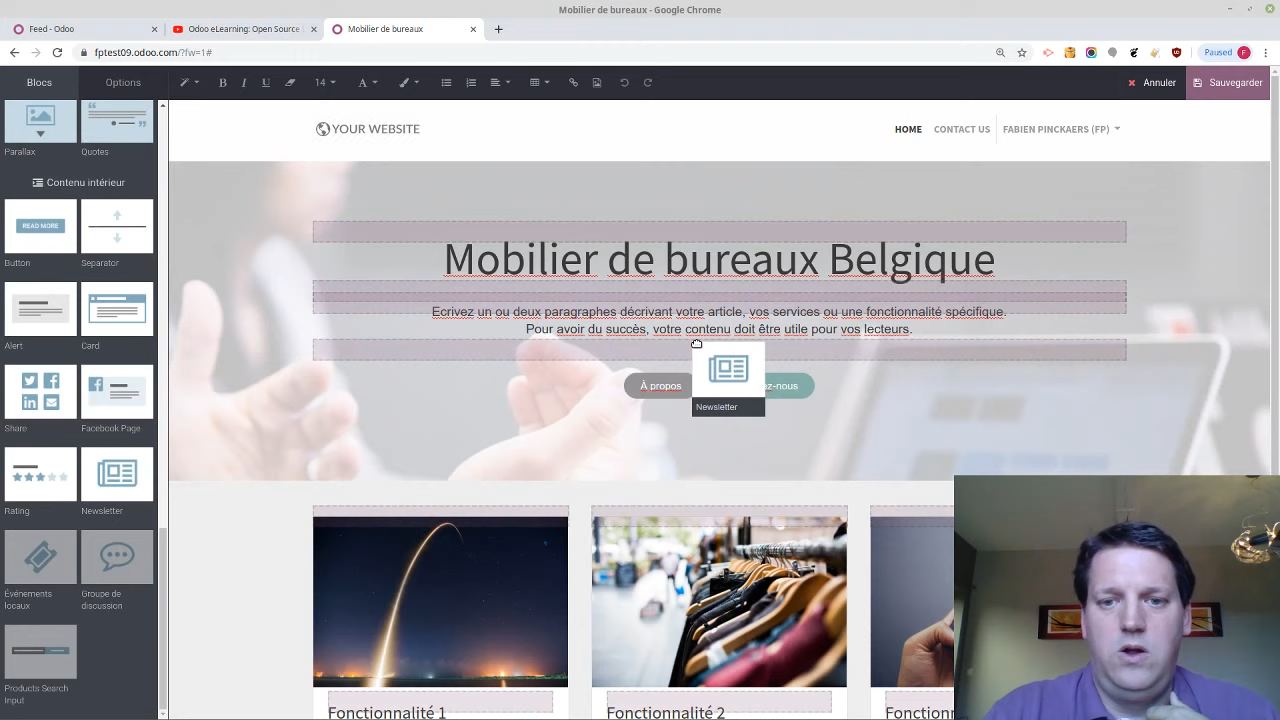 Mobilier de bureaux - Google Chrome
Feed - Odoo
Odoo eLearning: Open Source
Mobilier de bureaux
fptest09.odoo.com/?fw=1#
Paused
F
Blocs
Options
B
I
U
14
A
Annuler
Sauvegarder
Parallax
Quotes
Contenu intérieur
READ MORE
Button
Separator
Alert
Card
Share
Facebook Page
Rating
Newsletter
Événements locaux
Groupe de discussion
Products Search Input
YOUR WEBSITE
HOME
CONTACT US
FABIEN PINCKAERS (FP)
Mobilier de bureaux Belgique
Ecrivez un ou deux paragraphes décrivant votre article, vos services ou une fonctionnalité spécifique.
Pour avoir du succès, votre contenu doit être utile pour vos lecteurs.
À propos
ez-nous
Newsletter
Fonctionnalité 1
Fonctionnalité 2
Fonction